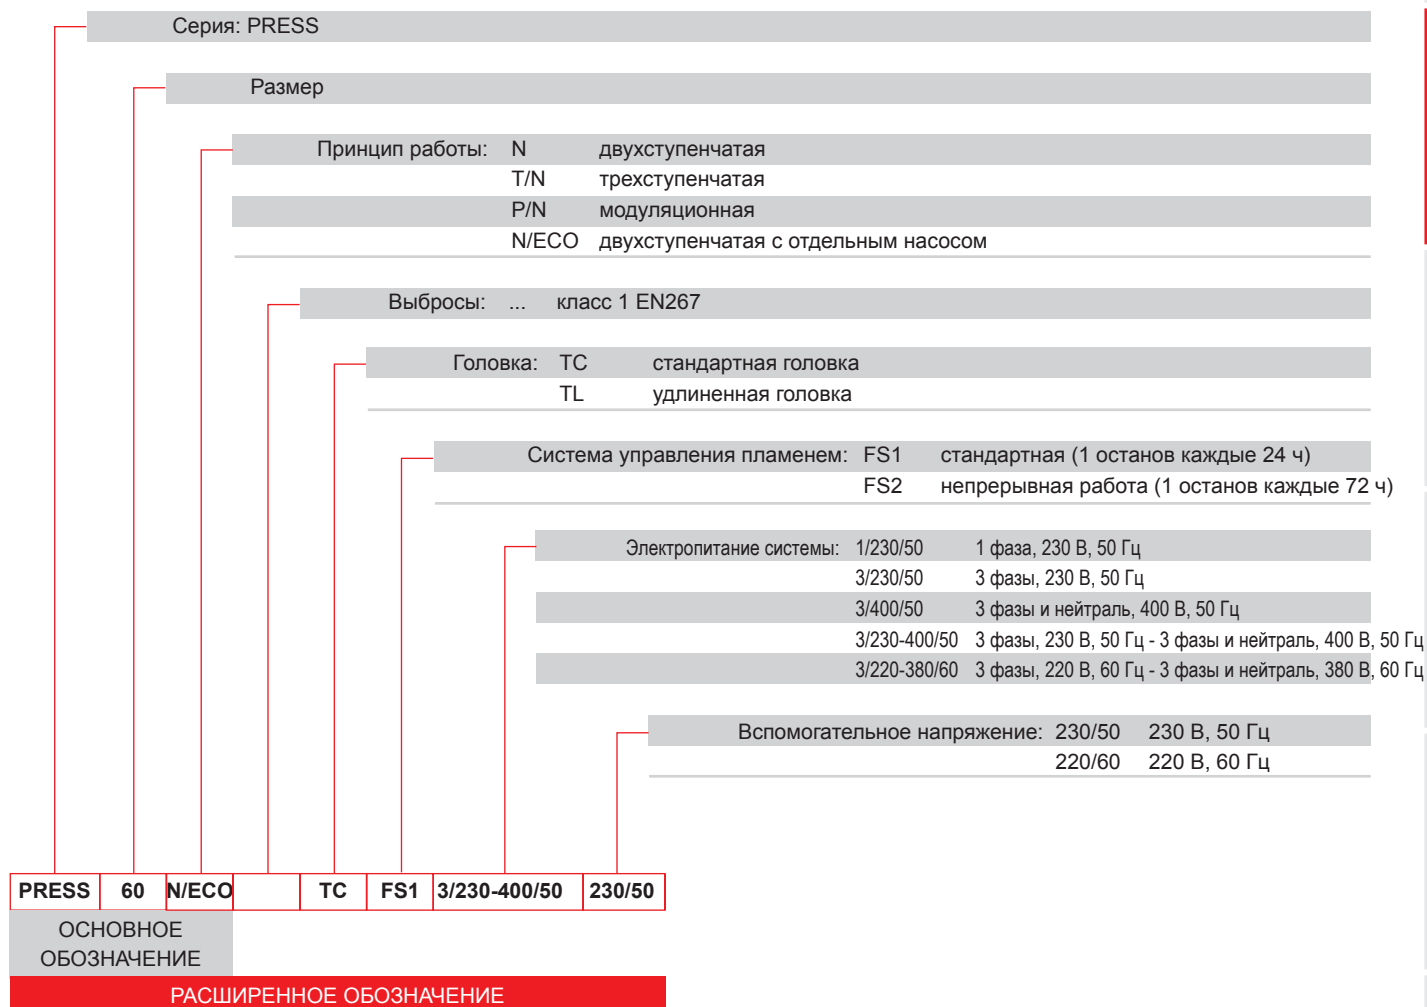 Серия: PRESS
Размер
Принцип работы: N двухступенчатая
T/N трехступенчатая
P/N модуляционная
N/ECO двухступенчатая с отдельным насосом
Выбросы: ... класс 1 EN267
Головка: TC стандартная головка
TL удлиненная головка
Система управления пламенем: FS1 стандартная (1 останов каждые 24 ч)
FS2 непрерывная работа (1 останов каждые 72 ч)
Электропитание системы: 1/230/50 1 фаза, 230 В, 50 Гц
3/230/50 3 фазы, 230 В, 50 Гц
3/400/50 3 фазы и нейтраль, 400 В, 50 Гц
3/230-400/50 3 фазы, 230 В, 50 Гц - 3 фазы и нейтраль, 400 В, 50 Гц
3/220-380/60 3 фазы, 220 В, 60 Гц - 3 фазы и нейтраль, 380 В, 60 Гц
Вспомогательное напряжение: 230/50 230 В, 50 Гц
220/60 220 В, 60 Гц
PRESS 60 N/ECO TC FS1 3/230-400/50 230/50
ОСНОВНОЕ
ОБОЗНАЧЕНИЕ
РАСШИРЕННОЕ ОБОЗНАЧЕНИЕ